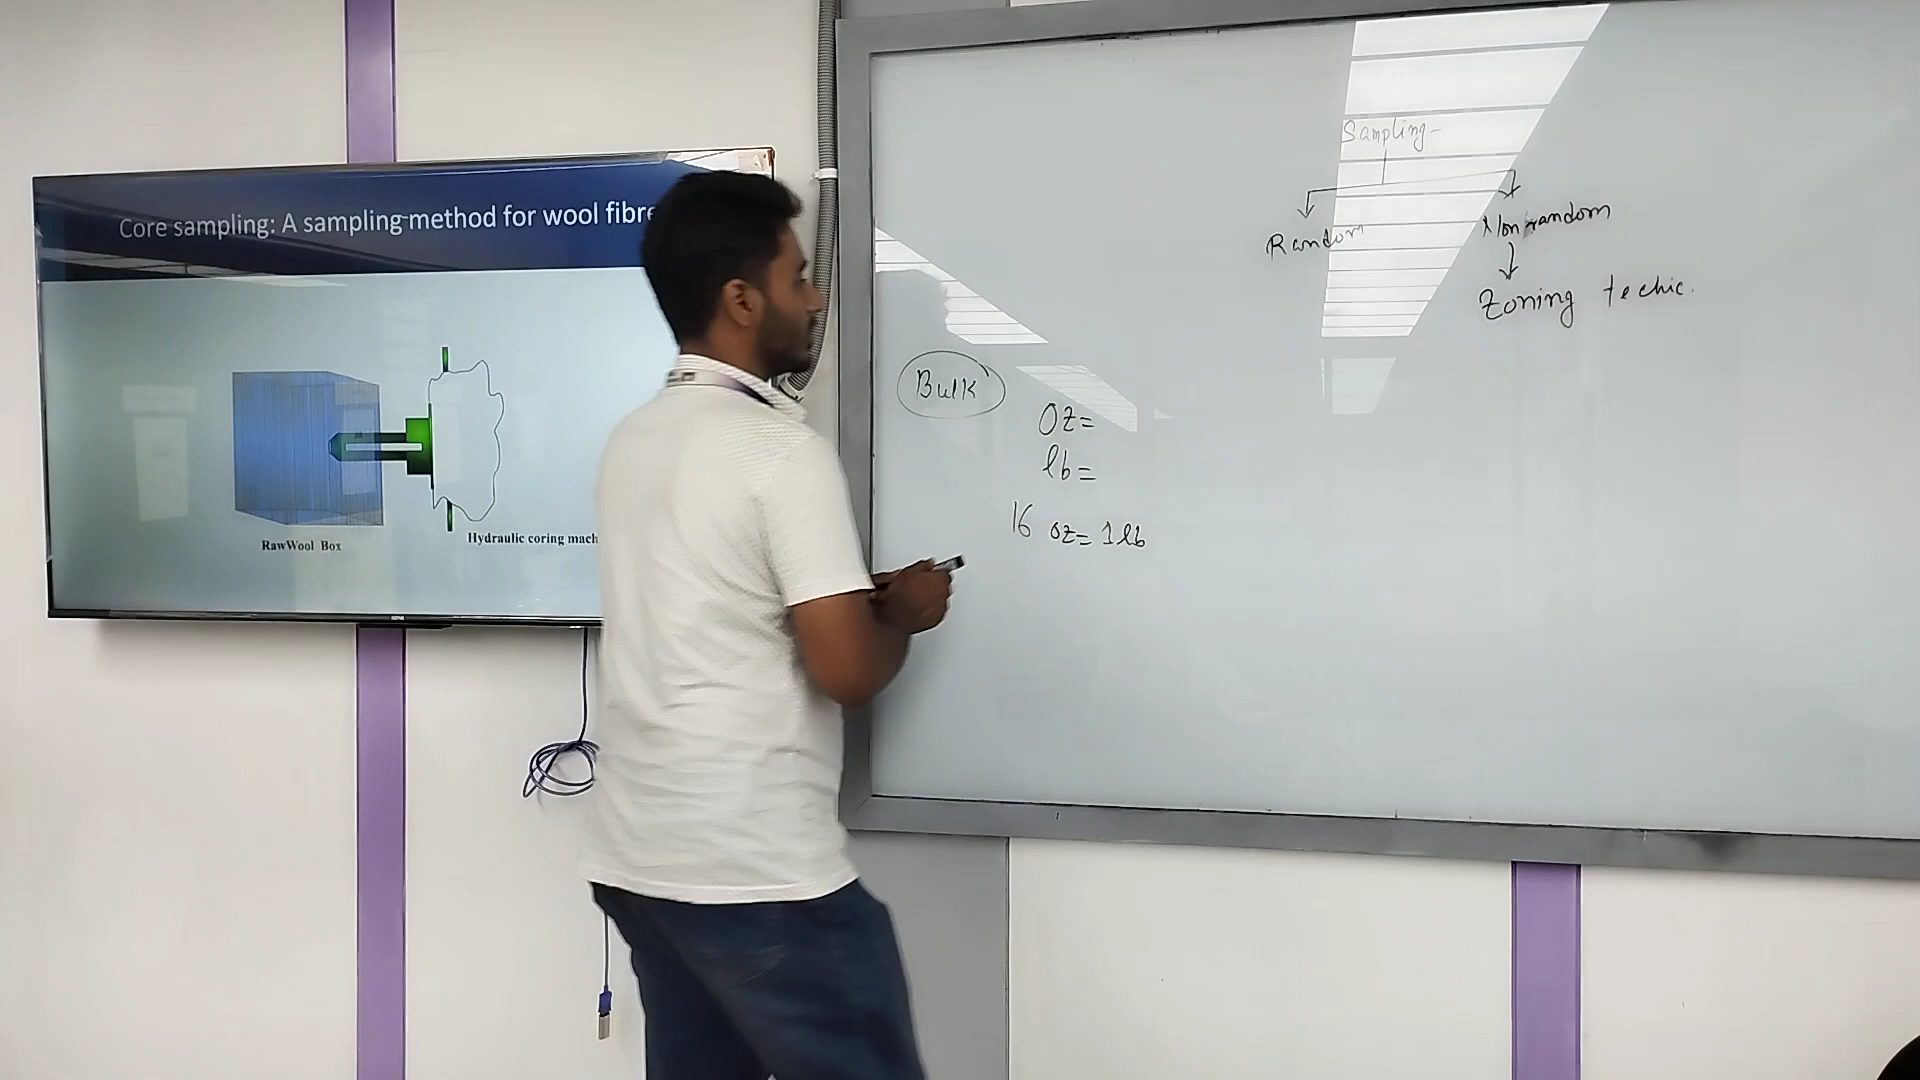 Core sampling: A sampling method for wool fibre
RawWool Box
Hydraulic coring mach
Sampling-
Random
Non random
Zoning techic.
Bulk
Oz=
lb=
16 oz= 1 lb